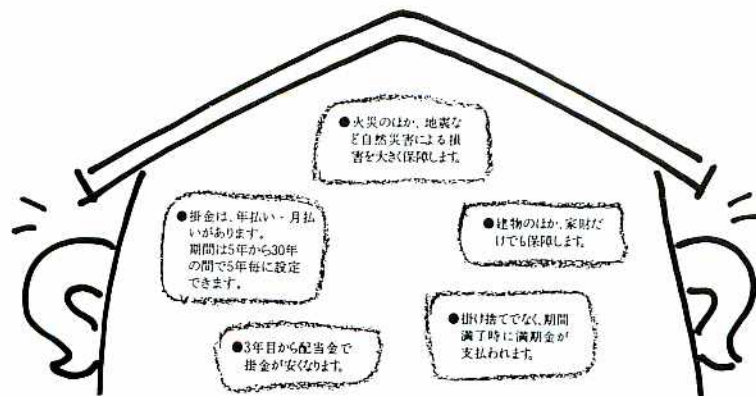 ●火災のほか、地震な
ど自然災害による損
害を大きく保障します。
●掛金は、年払い・月払
いがあります。
期間は5年から30年
の間で5年毎に設定
できます。
●建物のほか、家財だ
けでも保障します。
●掛け捨てでなく、期間
満了時に満期金が
支払われます。
●3年目から配当金で
掛金が安くなります。